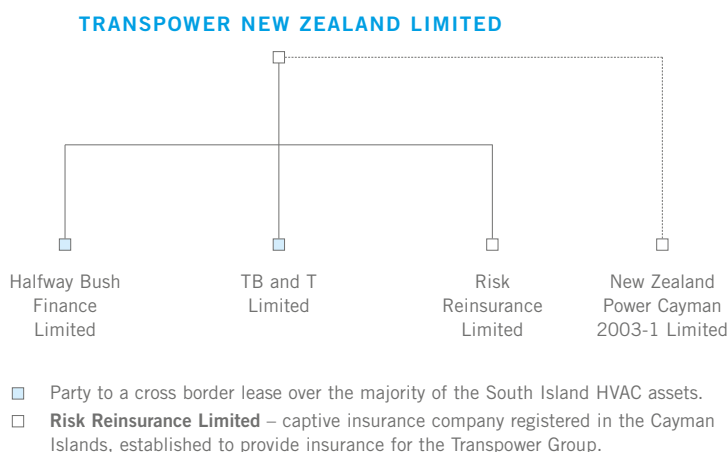 TRANSPOWER NEW ZEALAND LIMITED
Halfway Bush
Finance
Limited
TB and T
Limited
Risk
Reinsurance
Limited
New Zealand
Power Cayman
2003-1 Limited
Party to a cross border lease over the majority of the South Island HVAC assets.
Risk Reinsurance Limited – captive insurance company registered in the Cayman
Islands, established to provide insurance for the Transpower Group.